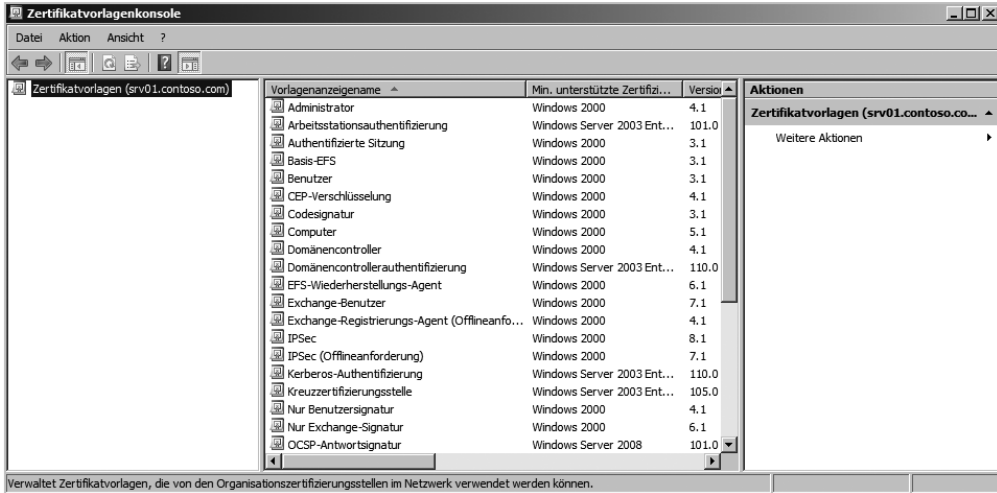 Zertifikatvorlagenkonsole
Datei Aktion Ansicht ?
Zertifikatvorlagen (srv01.contoso.com)
Vorlagenanzeigename Min. unterstützte Zertifizi... Version
Administrator Windows 2000 4.1
Arbeitsstationsauthentifizierung Windows Server 2003 Ent... 101.0
Authentifizierte Sitzung Windows 2000 3.1
Basis-EFS Windows 2000 3.1
Benutzer Windows 2000 3.1
CEP-Verschlüsselung Windows 2000 4.1
Codesignatur Windows 2000 3.1
Computer Windows 2000 5.1
Domänencontroller Windows 2000 4.1
Domänencontrollerauthentifizierung Windows Server 2003 Ent... 110.0
EFS-Wiederherstellungs-Agent Windows 2000 6.1
Exchange-Benutzer Windows 2000 7.1
Exchange-Registrierungs-Agent (Offlineanfo... Windows 2000 4.1
IPSec Windows 2000 8.1
IPSec (Offlineanforderung) Windows 2000 7.1
Kerberos-Authentifizierung Windows Server 2003 Ent... 110.0
Kreuzzertifizierungsstelle Windows Server 2003 Ent... 105.0
Nur Benutzersignatur Windows 2000 4.1
Nur Exchange-Signatur Windows 2000 6.1
OCSP-Antwortsignatur Windows Server 2008 101.0
Aktionen
Zertifikatvorlagen (srv01.contoso.co...
Weitere Aktionen
Verwaltet Zertifikatvorlagen, die von den Organisationszertifizierungsstellen im Netzwerk verwendet werden können.